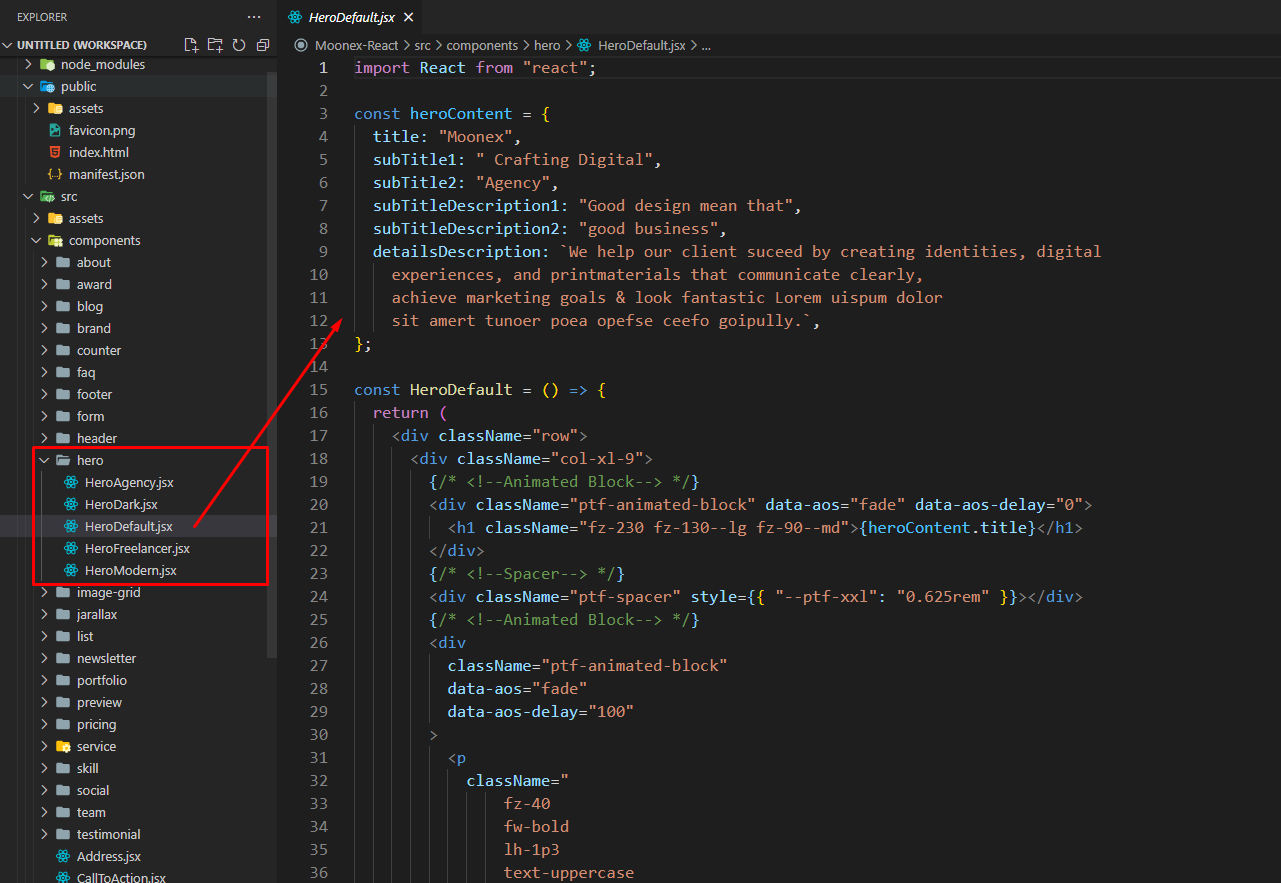 EXPLORER
UNTITLED (WORKSPACE)
node_modules
public
assets
favicon.png
index.html
manifest.json
src
assets
components
about
award
blog
brand
counter
faq
footer
form
header
hero
HeroAgency.jsx
HeroDark.jsx
HeroDefault.jsx
HeroFreelancer.jsx
HeroModern.jsx
image-grid
jarallax
list
newsletter
portfolio
preview
pricing
service
skill
social
team
testimonial
Address.jsx
CallToAction.jsx
HeroDefault.jsx
Moonex-React > src > components > hero > HeroDefault.jsx > ...
1 import React from "react";
2
3 const heroContent = {
4 title: "Moonex",
5 subTitle1: " Crafting Digital",
6 subTitle2: "Agency",
7 subTitleDescription1: "Good design mean that",
8 subTitleDescription2: "good business",
9 detailsDescription: `We help our client suceed by creating identities, digital
10 experiences, and printmaterials that communicate clearly,
11 achieve marketing goals & look fantastic Lorem uispum dolor
12 sit amert tunoer poea opefse ceefo goipully.`,
13 };
14
15 const HeroDefault = () => {
16 return (
17 <div className="row">
18 <div className="col-xl-9">
19 {/* <!--Animated Block--> */}
20 <div className="ptf-animated-block" data-aos="fade" data-aos-delay="0">
21 <h1 className="fz-230 fz-130--lg fz-90--md">{heroContent.title}</h1>
22 </div>
23 {/* <!--Spacer--> */}
24 <div className="ptf-spacer" style={{ "--ptf-xxl": "0.625rem" }}></div>
25 {/* <!--Animated Block--> */}
26 <div
27 className="ptf-animated-block"
28 data-aos="fade"
29 data-aos-delay="100"
30 >
31 <p
32 className="
33 fz-40
34 fw-bold
35 lh-1p3
36 text-uppercase